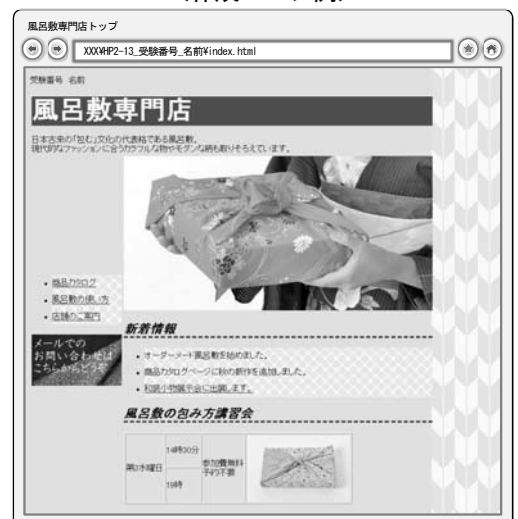 風呂敷専門店トップ
XXX¥HP2-13_受験番号_名前¥index.html
受験番号 名前
風呂敷専門店
日本古来の「包む」文化の代表格である風呂敷。
現代的なファッションに合うカラフルな物やモダンな柄も取りそろえています。
・商品カタログ
・風呂敷の使い方
・店舗のご案内
メールでの
お問い合わせは
こちらからどうぞ
新着情報
・オーダーメード風呂敷を始めました。
・商品カタログページに秋の新作を追加しました。
・和装小物展示会に出展します。
風呂敷の包み方講習会
第3水曜日
14時30分
19時
参加費無料
予約不要